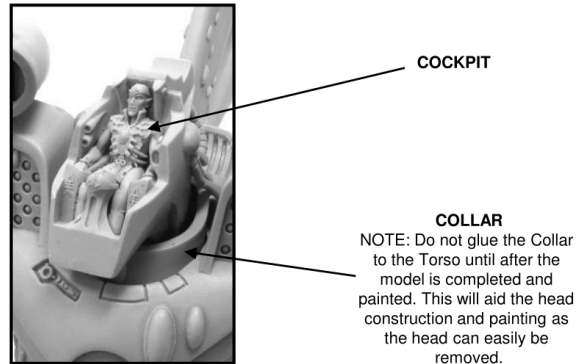 COCKPIT
COLLAR
NOTE: Do not glue the Collar
to the Torso until after the
model is completed and
painted. This will aid the head
construction and painting as
the head can easily be
removed.